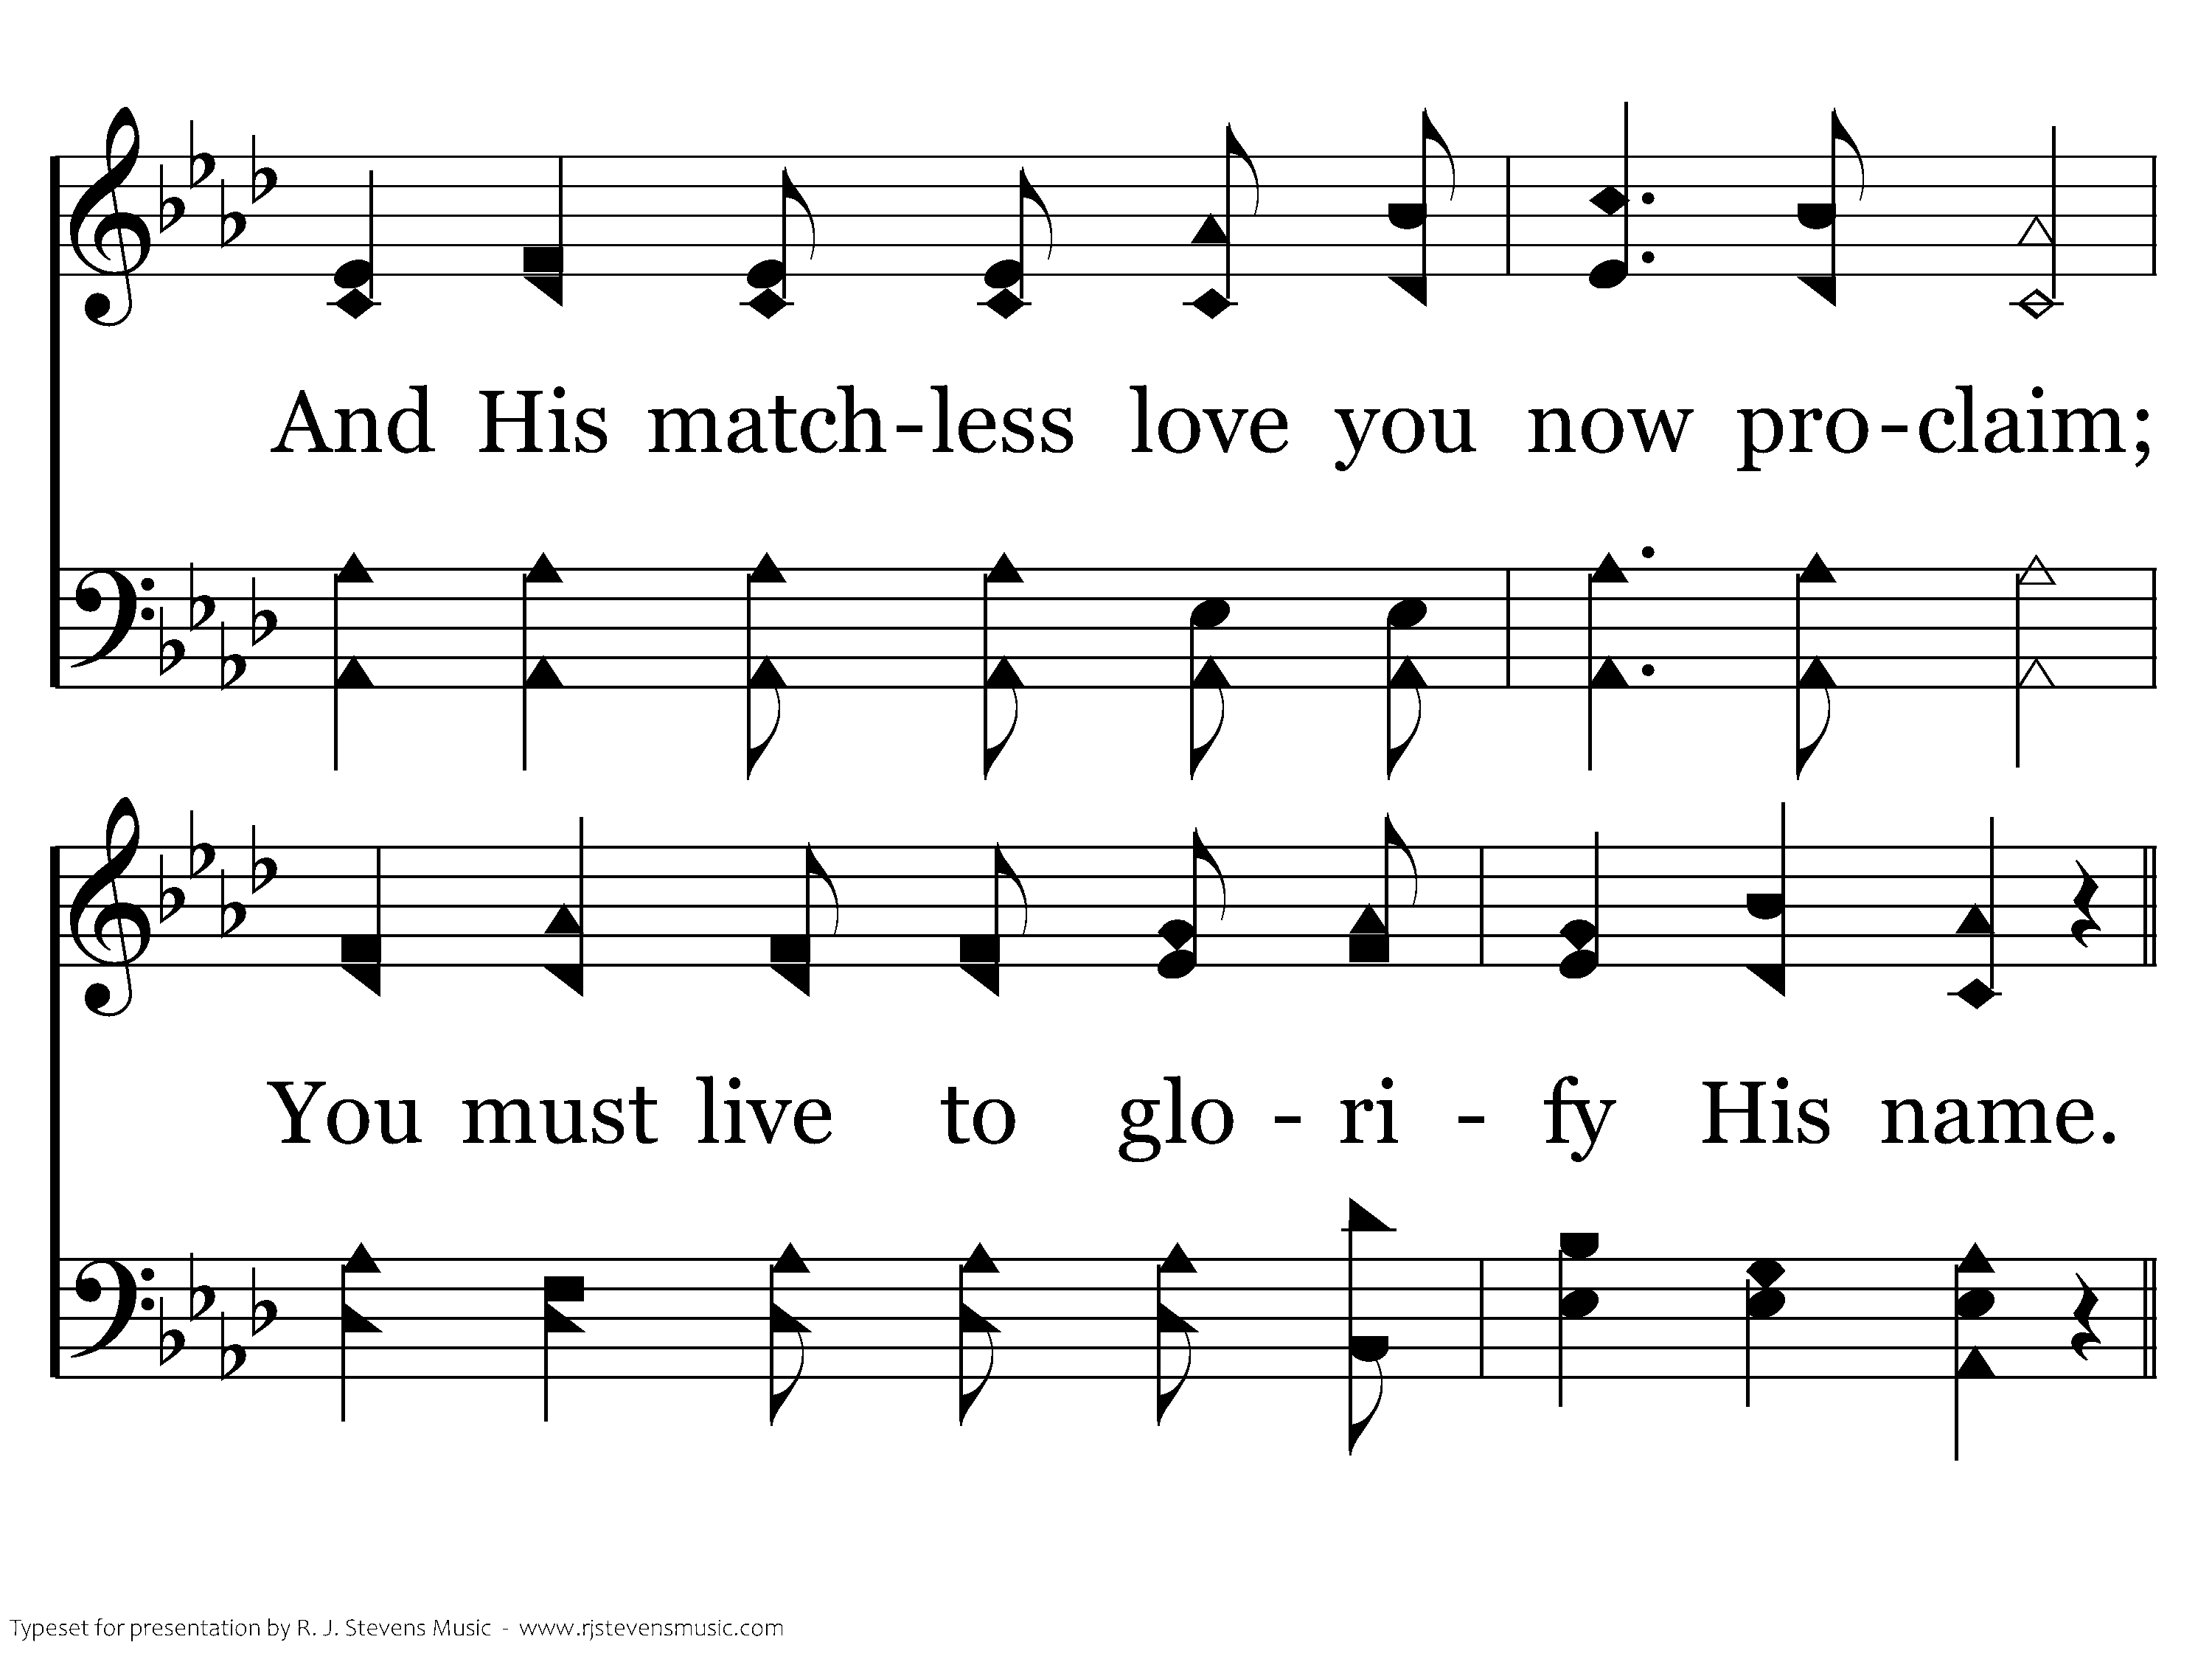 And His match-less love you now pro-claim;
You must live to glo - ri - fy His name.
Typeset for presentation by R. J. Stevens Music - www.rjstevensmusic.com